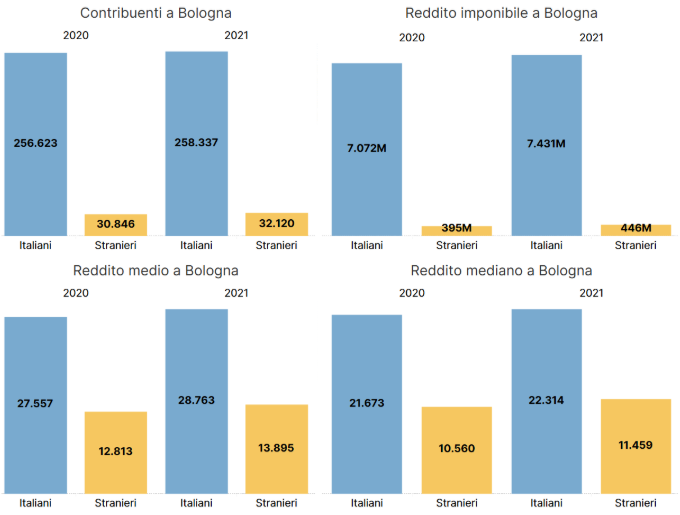 Contribuenti a Bologna
2020 2021
256.623 30.846 258.337 32.120
Italiani Stranieri Italiani Stranieri
Reddito imponibile a Bologna
2020 2021
7.072M 395M 7.431M 446M
Italiani Stranieri Italiani Stranieri
Reddito medio a Bologna
2020 2021
27.557 12.813 28.763 13.895
Italiani Stranieri Italiani Stranieri
Reddito mediano a Bologna
2020 2021
21.673 10.560 22.314 11.459
Italiani Stranieri Italiani Stranieri